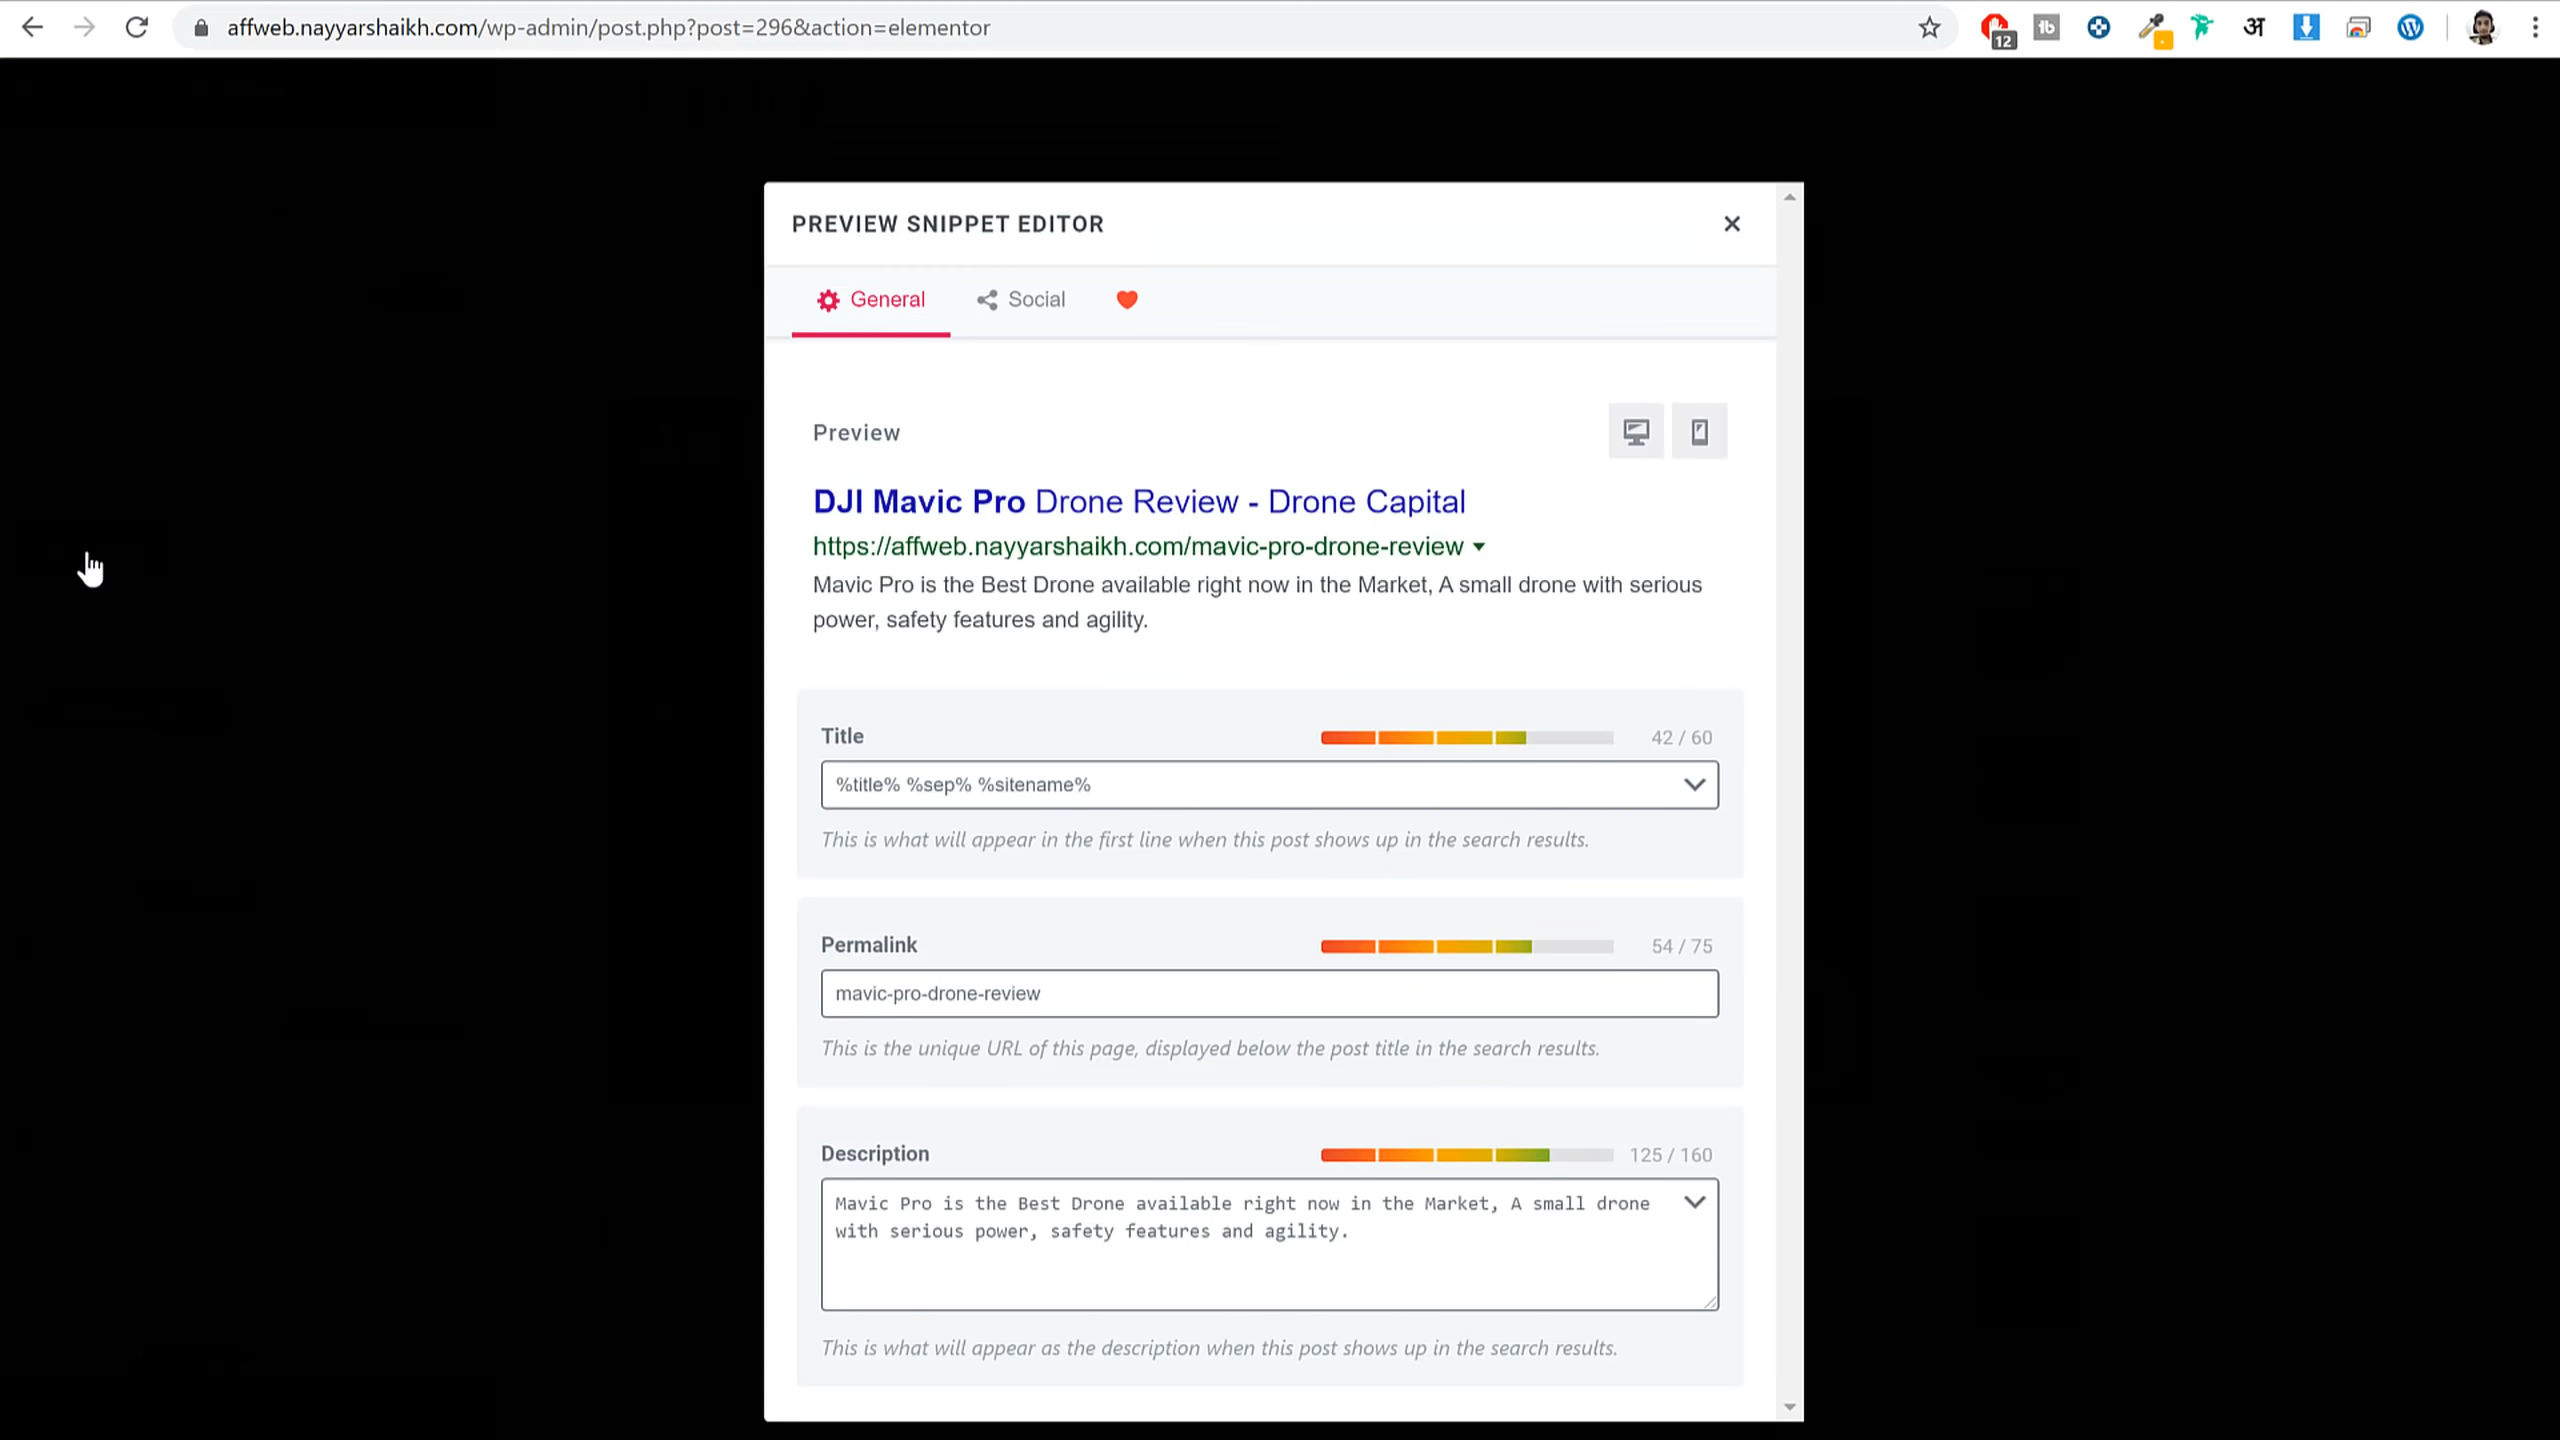 affweb.nayyarshaikh.com/wp-admin/post.php?post=296&action=elementor
12
tb
अ
PREVIEW SNIPPET EDITOR
General
Social
Preview
DJI Mavic Pro Drone Review - Drone Capital
https://affweb.nayyarshaikh.com/mavic-pro-drone-review
Mavic Pro is the Best Drone available right now in the Market, A small drone with serious
power, safety features and agility.
Title
42 / 60
%title% %sep% %sitename%
This is what will appear in the first line when this post shows up in the search results.
Permalink
54 / 75
mavic-pro-drone-review
This is the unique URL of this page, displayed below the post title in the search results.
Description
125 / 160
Mavic Pro is the Best Drone available right now in the Market, A small drone
with serious power, safety features and agility.
This is what will appear as the description when this post shows up in the search results.